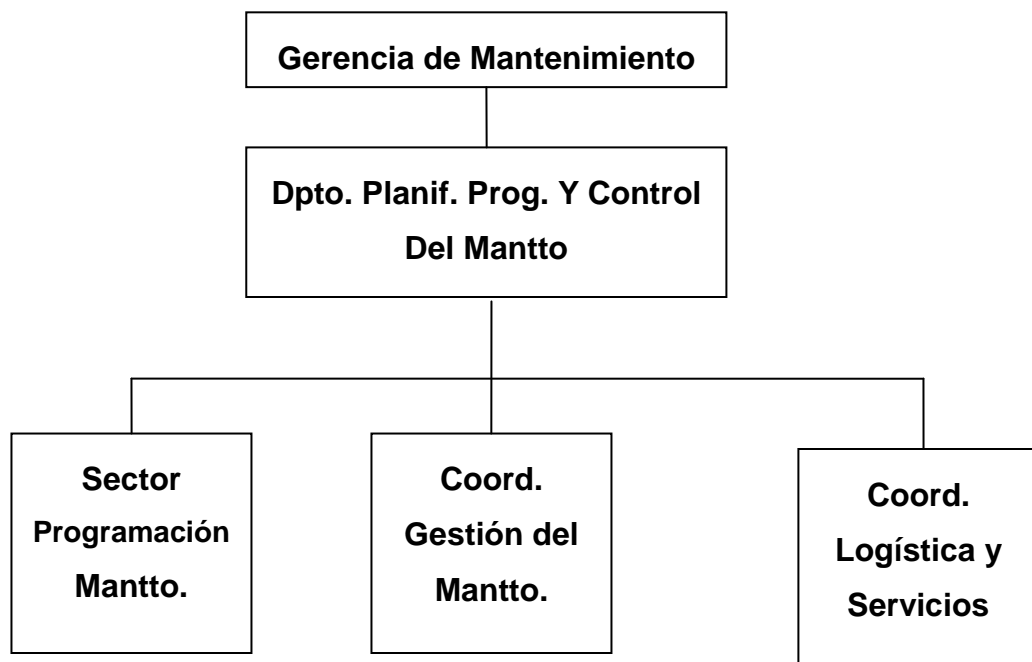 Gerencia de Mantenimiento
Dpto. Planif. Prog. Y Control
Del Mantto
Sector
Programación
Mantto.
Coord.
Gestión del
Mantto.
Coord.
Logística y
Servicios